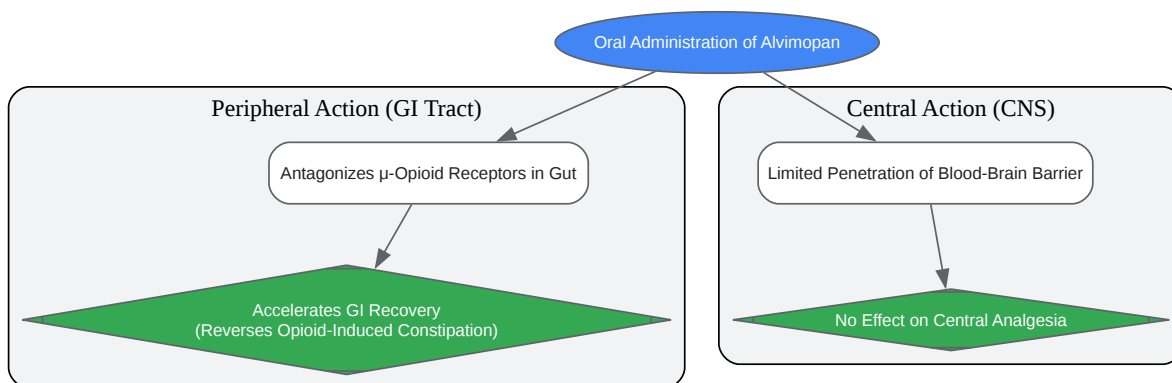 Oral Administration of Alvimopan
Peripheral Action (GI Tract)
Antagonizes μ-Opioid Receptors in Gut
Accelerates GI Recovery
(Reverses Opioid-Induced Constipation)
Central Action (CNS)
Limited Penetration of Blood-Brain Barrier
No Effect on Central Analgesia